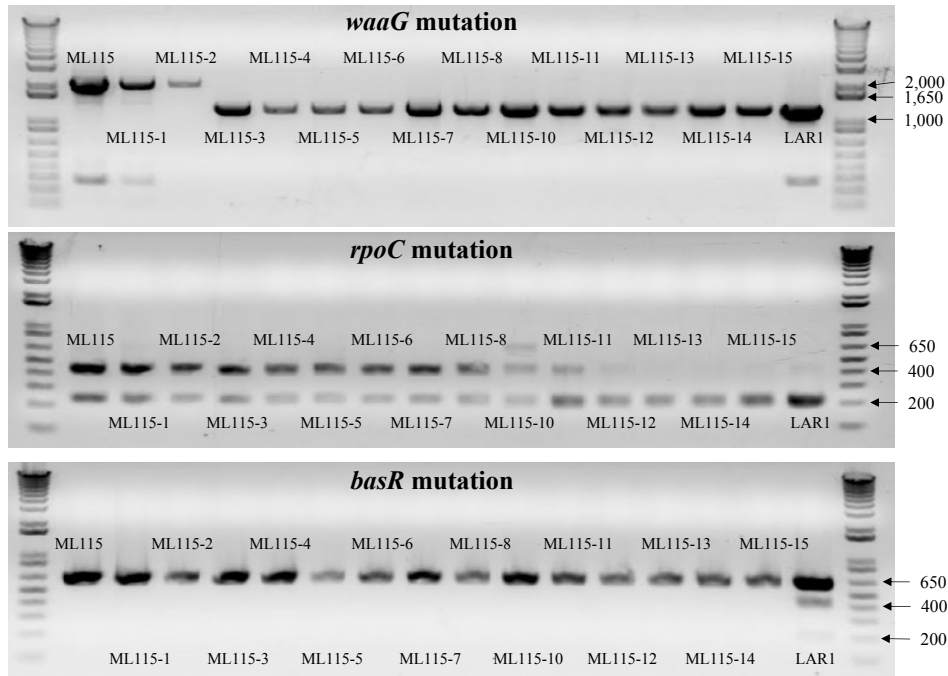 waaG mutation
ML115 ML115-2 ML115-4 ML115-6 ML115-8 ML115-11 ML115-13 ML115-15
2,000
1,650
1,000
ML115-1 ML115-3 ML115-5 ML115-7 ML115-10 ML115-12 ML115-14 LAR1
rpoC mutation
ML115 ML115-2 ML115-4 ML115-6 ML115-8 ML115-11 ML115-13 ML115-15
650
400
200
ML115-1 ML115-3 ML115-5 ML115-7 ML115-10 ML115-12 ML115-14 LAR1
basR mutation
ML115 ML115-2 ML115-4 ML115-6 ML115-8 ML115-11 ML115-13 ML115-15
650
400
200
ML115-1 ML115-3 ML115-5 ML115-7 ML115-10 ML115-12 ML115-14 LAR1